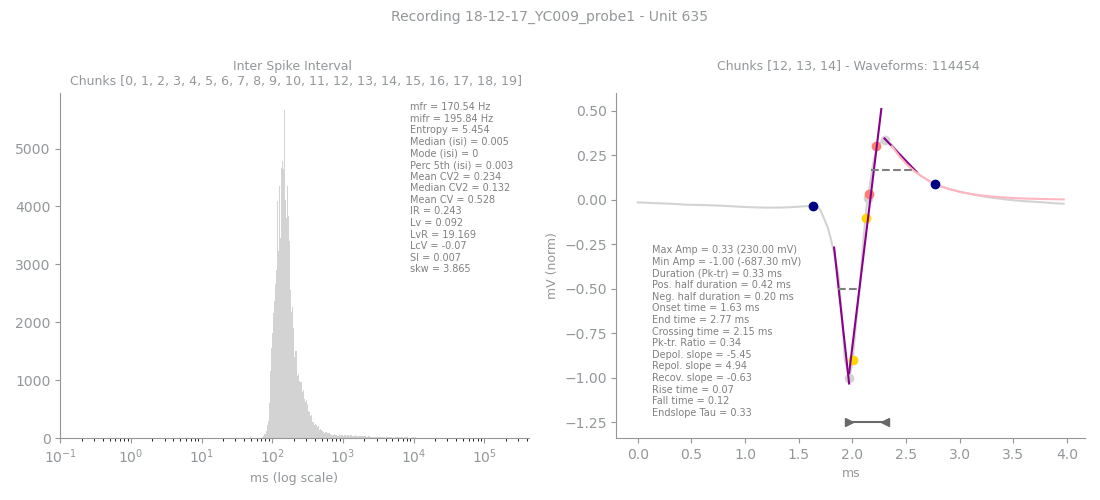 Recording 18-12-17_YC009_probe1 - Unit 635
Inter Spike Interval
Chunks [0, 1, 2, 3, 4, 5, 6, 7, 8, 9, 10, 11, 12, 13, 14, 15, 16, 17, 18, 19]
mfr = 170.54 Hz
mifr = 195.84 Hz
Entropy = 5.454
Median (isi) = 0.005
Mode (isi) = 0
Perc 5th (isi) = 0.003
Mean CV2 = 0.234
Median CV2 = 0.132
Mean CV = 0.528
IR = 0.243
Lv = 0.092
LvR = 19.169
LcV = -0.07
SI = 0.007
skw = 3.865
5000
4000
3000
2000
1000
0
10⁻¹ 10⁰ 10¹ 10² 10³ 10⁴ 10⁵
ms (log scale)
Chunks [12, 13, 14] - Waveforms: 114454
0.50
0.25
0.00
−0.25
−0.50
−0.75
−1.00
−1.25
mV (norm)
Max Amp = 0.33 (230.00 mV)
Min Amp = -1.00 (-687.30 mV)
Duration (Pk-tr) = 0.33 ms
Pos. half duration = 0.42 ms
Neg. half duration = 0.20 ms
Onset time = 1.63 ms
End time = 2.77 ms
Crossing time = 2.15 ms
Pk-tr. Ratio = 0.34
Depol. slope = -5.45
Repol. slope = 4.94
Recov. slope = -0.63
Rise time = 0.07
Fall time = 0.12
Endslope Tau = 0.33
0.0 0.5 1.0 1.5 2.0 2.5 3.0 3.5 4.0
ms